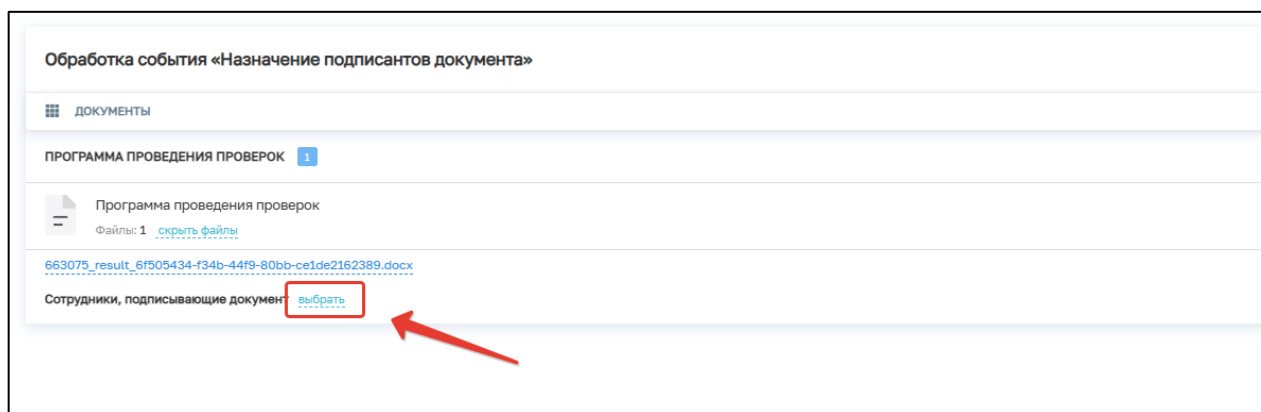 Обработка события «Назначение подписантов документа»
ДОКУМЕНТЫ
ПРОГРАММА ПРОВЕДЕНИЯ ПРОВЕРОК 1
Программа проведения проверок
Файлы: 1 скрыть файлы
663075_result_6f505434-f34b-44f9-80bb-ce1de2162389.docx
Сотрудники, подписывающие документ выбрать